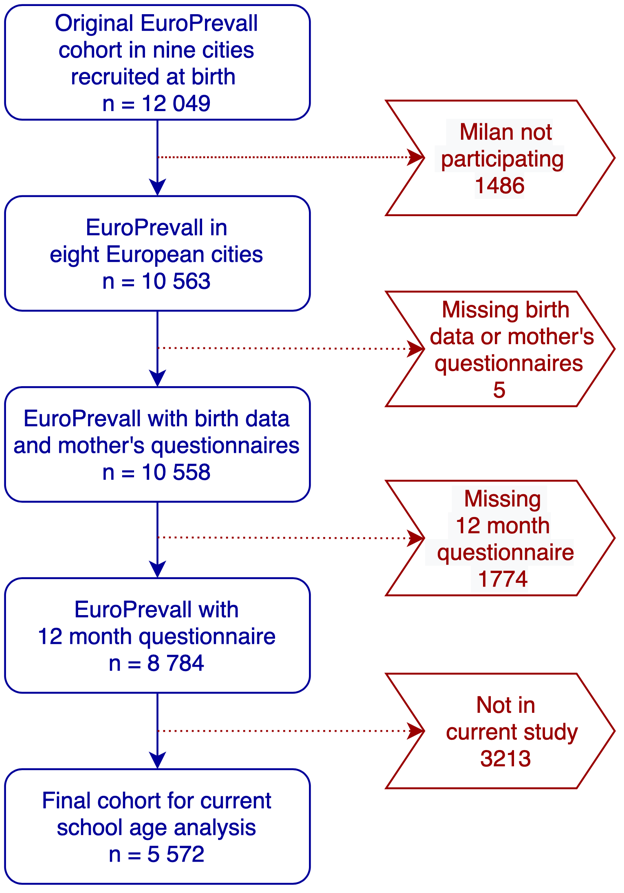 Original EuroPrevall
cohort in nine cities
recruited at birth
n = 12 049
Milan not
participating
1486
EuroPrevall in
eight European cities
n = 10 563
Missing birth
data or mother's
questionnaires
5
EuroPrevall with birth data
and mother's questionnaires
n = 10 558
Missing
12 month
questionnaire
1774
EuroPrevall with
12 month questionnaire
n = 8 784
Not in
current study
3213
Final cohort for current
school age analysis
n = 5 572